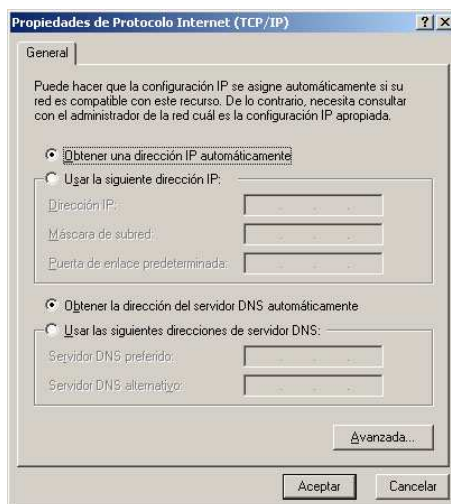 Propiedades de Protocolo Internet (TCP/IP)
General
Puede hacer que la configuración IP se asigne automáticamente si su
red es compatible con este recurso. De lo contrario, necesita consultar
con el administrador de la red cuál es la configuración IP apropiada.
Obtener una dirección IP automáticamente
Usar la siguiente dirección IP:
Dirección IP:
Máscara de subred:
Puerta de enlace predeterminada:
Obtener la dirección del servidor DNS automáticamente
Usar las siguientes direcciones de servidor DNS:
Servidor DNS preferido:
Servidor DNS alternativo:
Avanzada...
Aceptar Cancelar